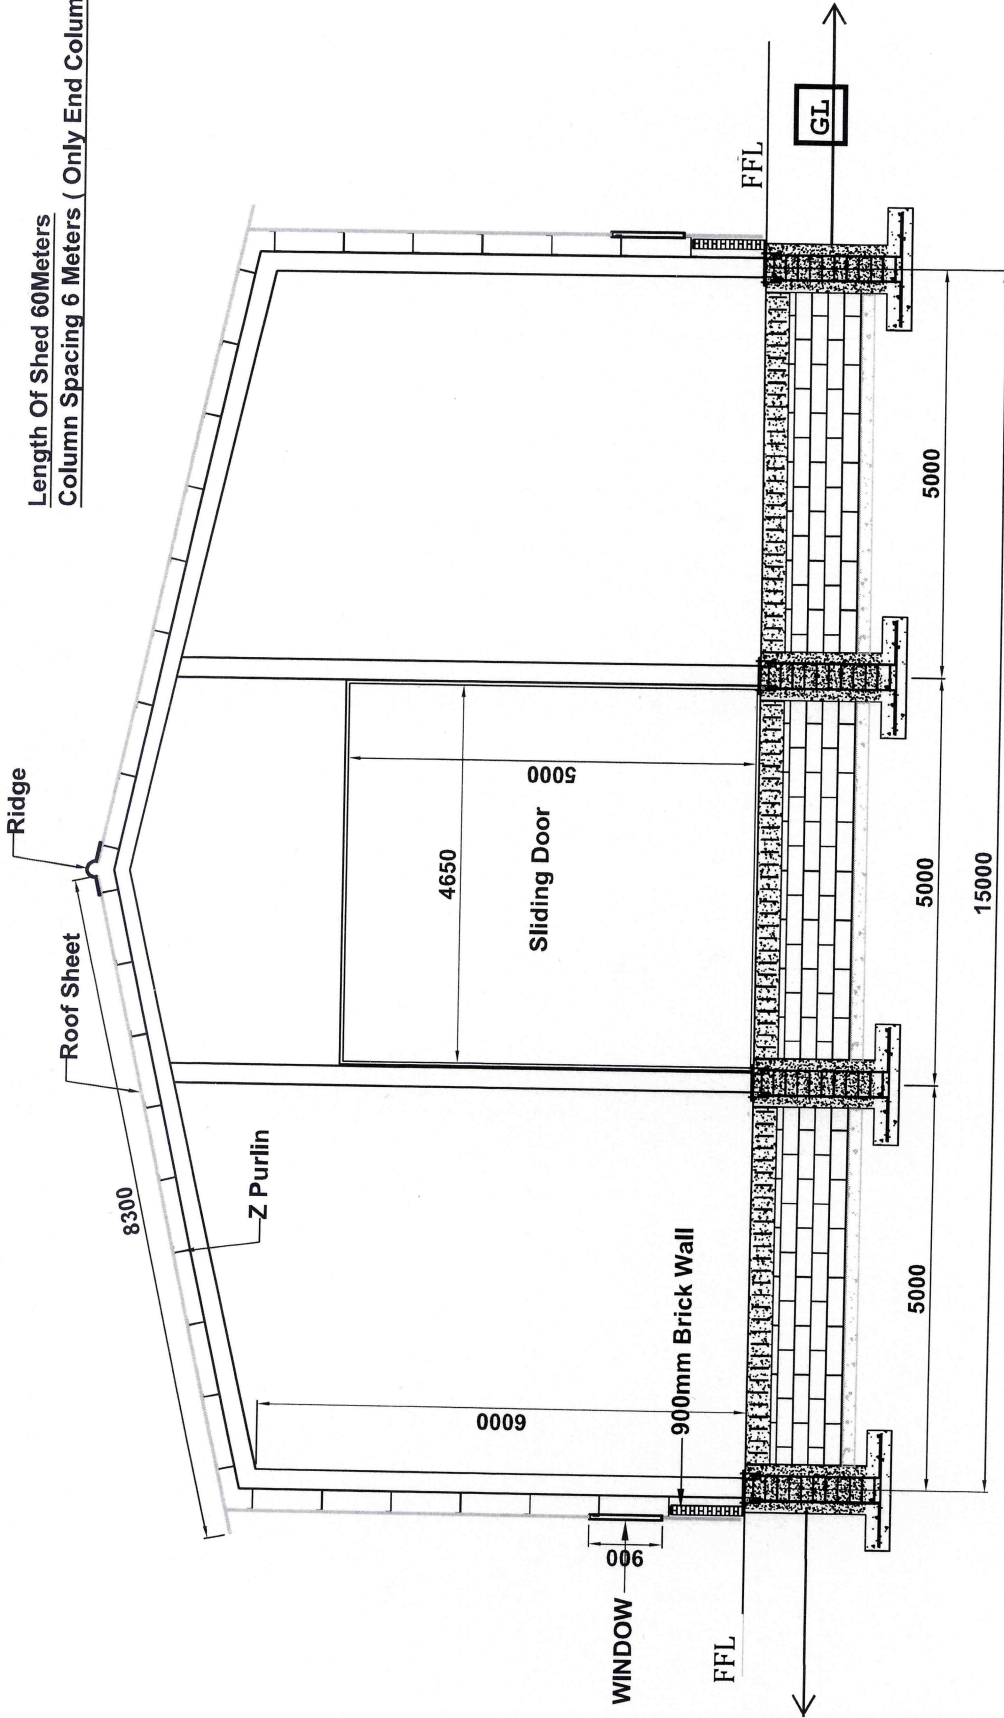 Length Of Shed 60Meters
Column Spacing 6 Meters ( Only End Colum
Ridge
Roof Sheet
8300
Z Purlin
5000
4650
Sliding Door
6000
900mm Brick Wall
900
WINDOW
FFL
FFL
GL
5000
5000
5000
15000